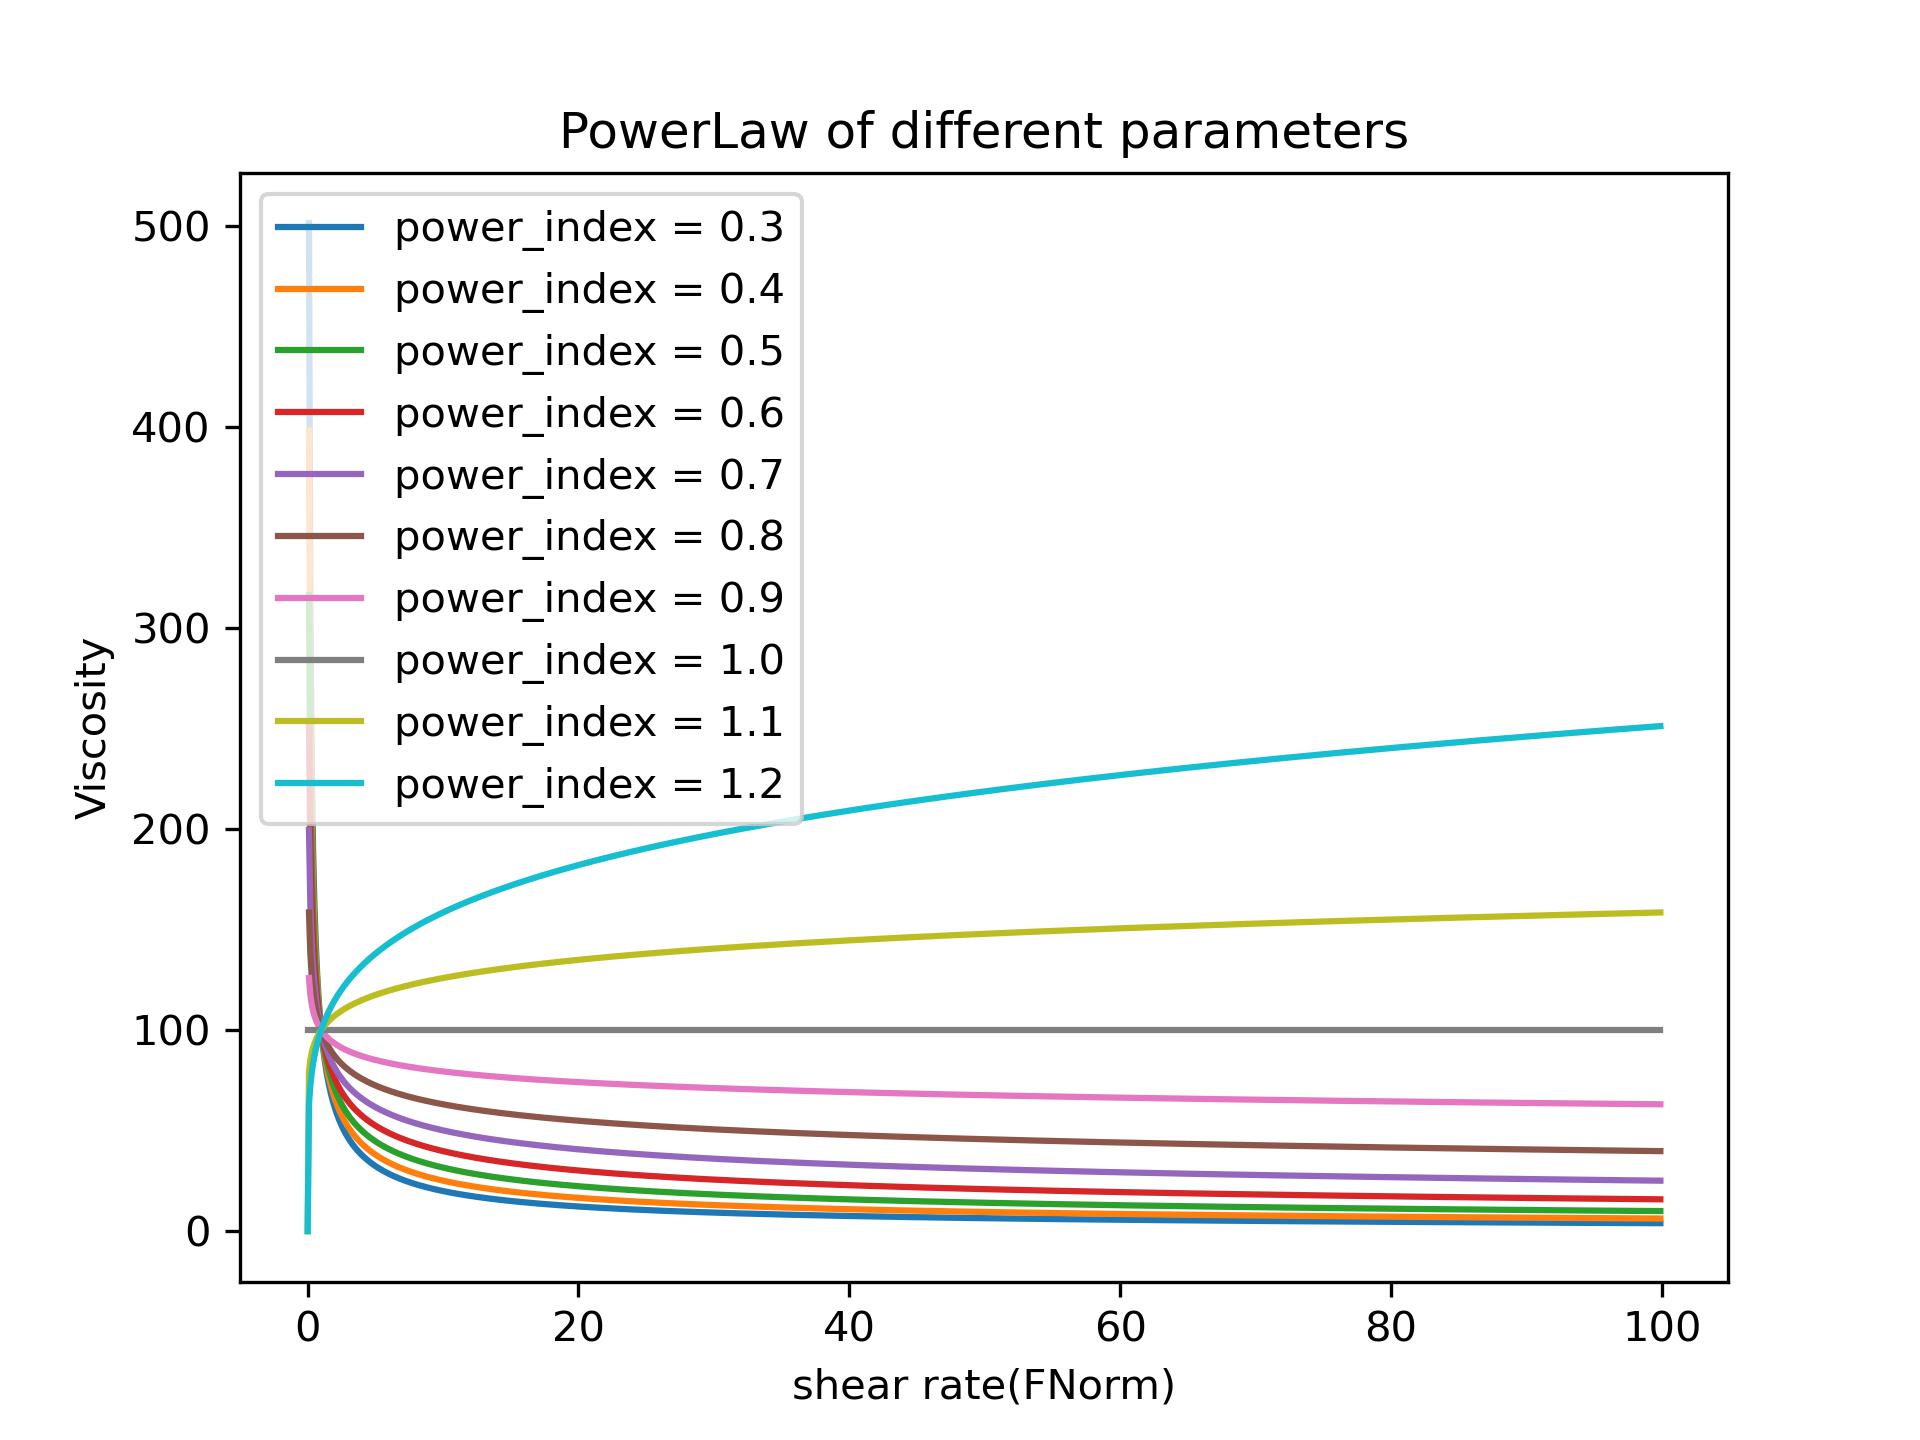 PowerLaw of different parameters
500
400
300
200
100
0
Viscosity
power_index = 0.3
power_index = 0.4
power_index = 0.5
power_index = 0.6
power_index = 0.7
power_index = 0.8
power_index = 0.9
power_index = 1.0
power_index = 1.1
power_index = 1.2
0 20 40 60 80 100
shear rate(FNorm)